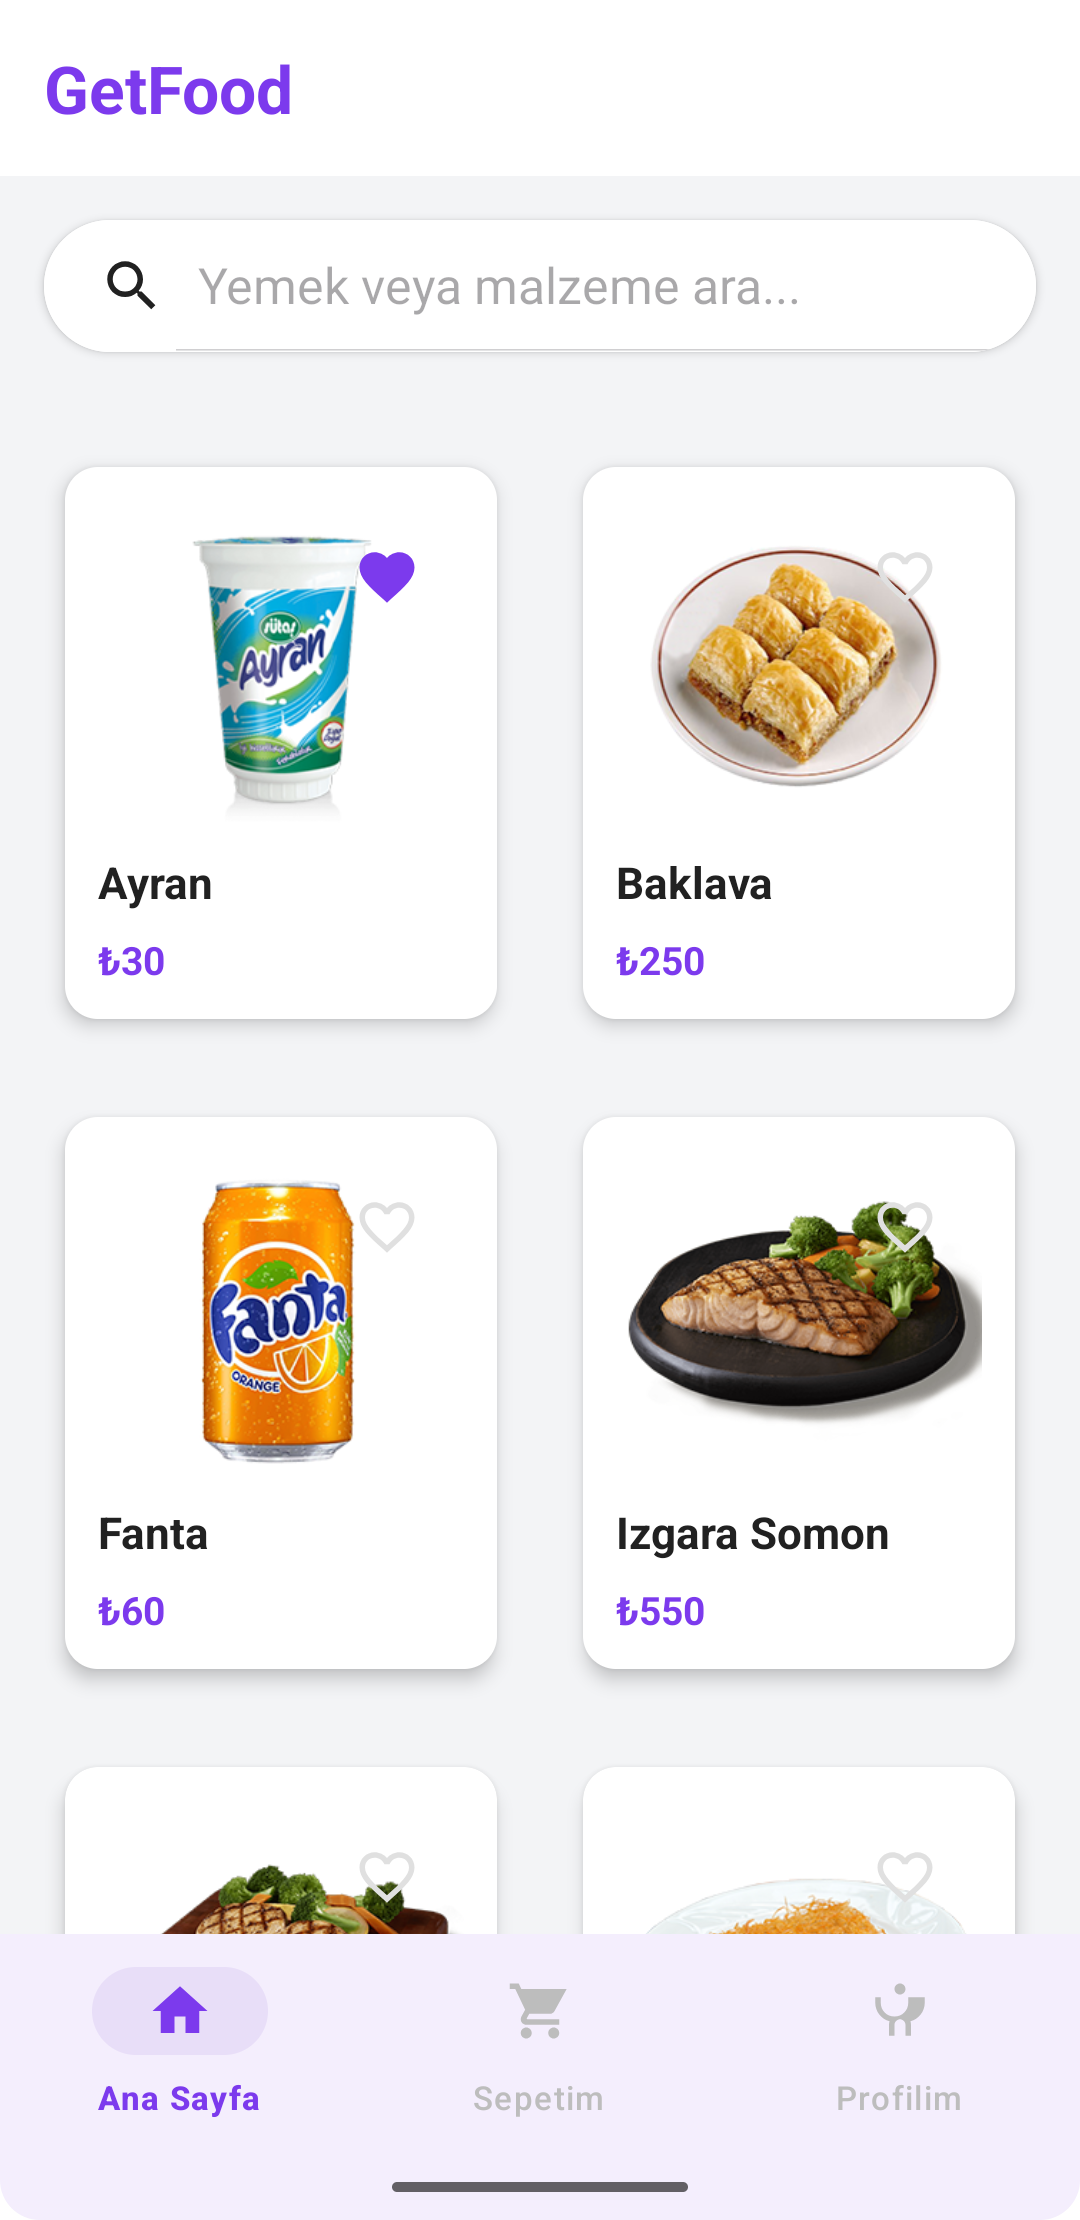 GetFood
Yemek veya malzeme ara...
sütaş
Ayran
Ayran
₺30
Baklava
₺250
Fanta
ORANGE
Fanta
₺60
Izgara Somon
₺550
Ana Sayfa
Sepetim
Profilim